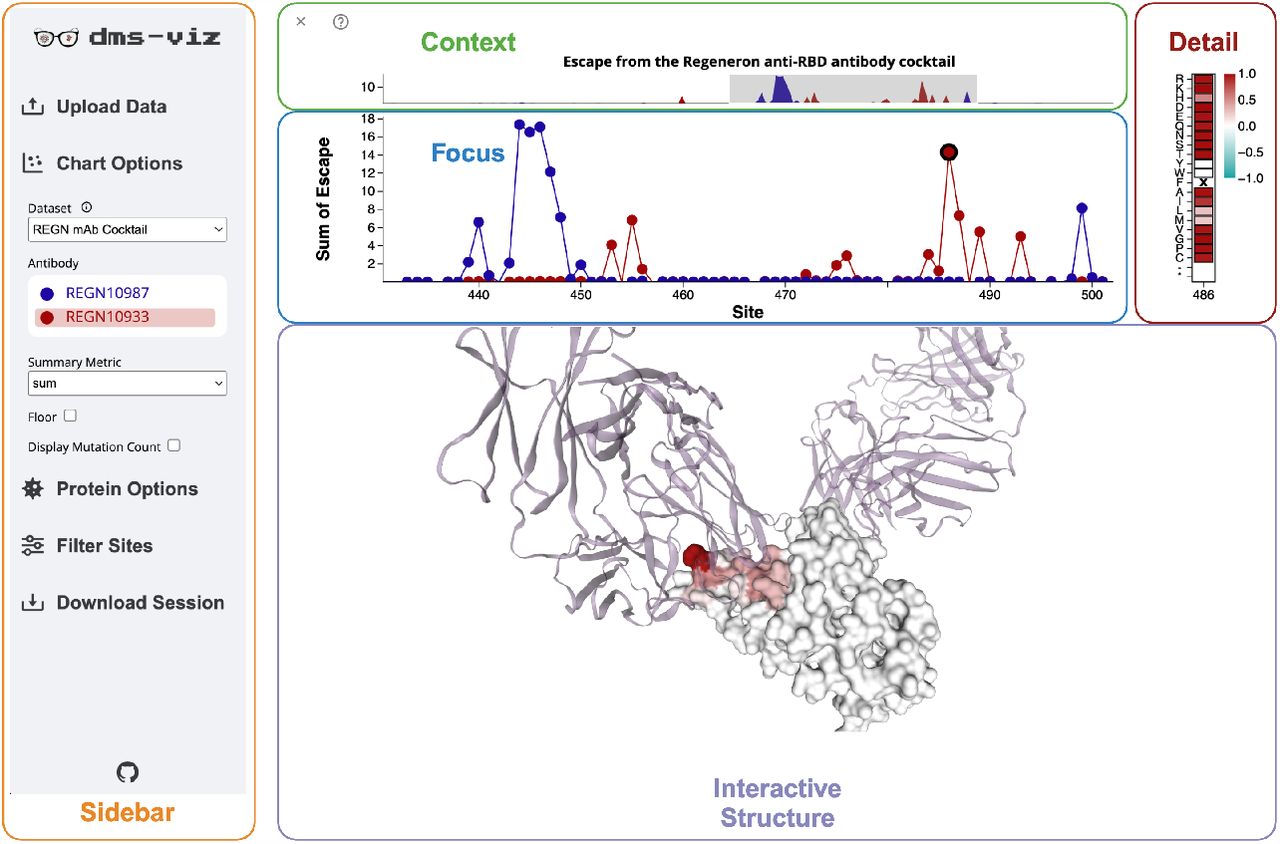 dms-viz
Upload Data
Chart Options
Dataset
REGN mAb Cocktail
Antibody
REGN10987
REGN10933
Summary Metric
sum
Floor
Display Mutation Count
Protein Options
Filter Sites
Download Session
Sidebar
Context
Escape from the Regeneron anti-RBD antibody cocktail
10
Focus
Sum of Escape
18
16
14
12
10
8
6
4
2
440
450
460
470
490
500
Site
Detail
R
K
H
D
E
Q
N
S
T
Y
W
F
A
I
L
M
V
G
P
C
-
*
x
486
1.0
0.5
0.0
−0.5
−1.0
Interactive
Structure